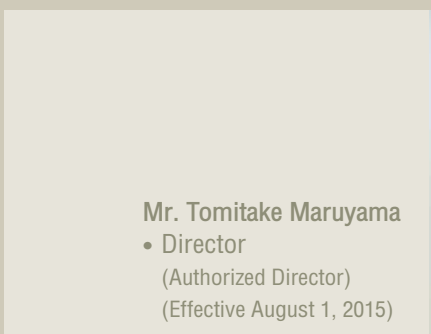 Mr. Tomitake Maruyama
• Director
(Authorized Director)
(Effective August 1, 2015)